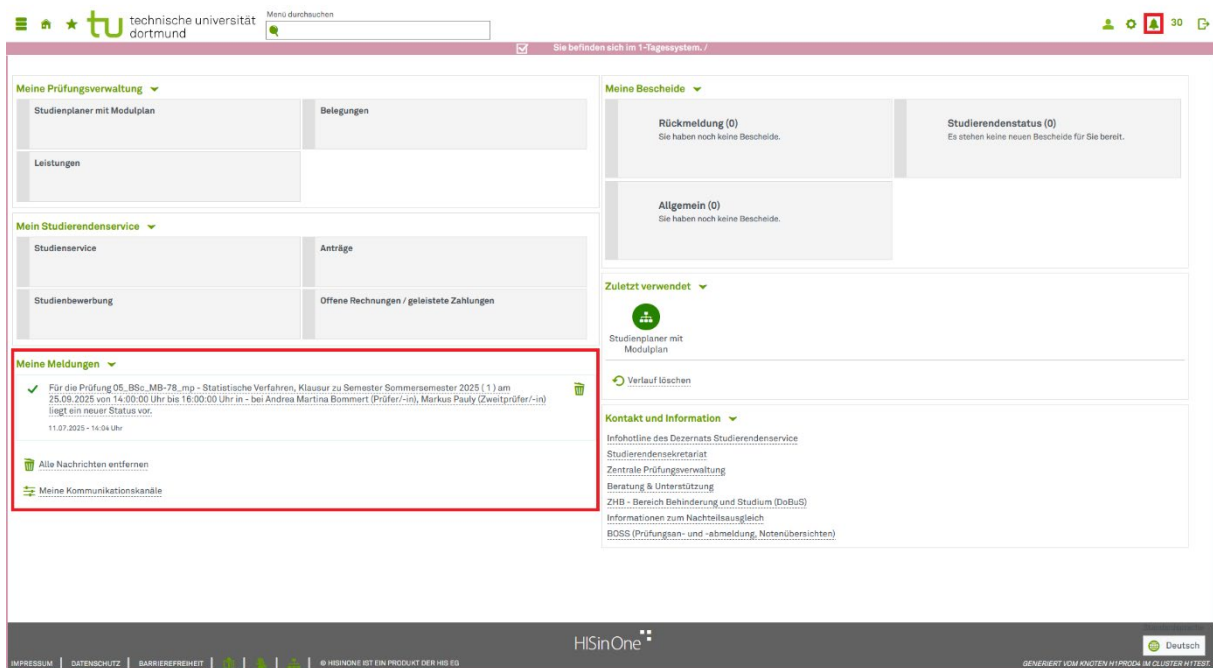 technische universität
dortmund
Menü durchsuchen
30
Sie befinden sich im 1-Tagessystem. /
Meine Prüfungsverwaltung
Studienplaner mit Modulplan
Belegungen
Leistungen
Mein Studierendenservice
Studienservice
Anträge
Studienbewerbung
Offene Rechnungen / geleistete Zahlungen
Meine Meldungen
Für die Prüfung 05_BSc_MB-78_mp - Statistische Verfahren, Klausur zu Semester Sommersemester 2025 ( 1 ) am
25.09.2025 von 14:00:00 Uhr bis 16:00:00 Uhr in - bei Andrea Martina Bommert (Prüfer/-in), Markus Pauly (Zweitprüfer/-in)
liegt ein neuer Status vor.
11.07.2025 - 14:04 Uhr
Alle Nachrichten entfernen
Meine Kommunikationskanäle
Meine Bescheide
Rückmeldung (0)
Sie haben noch keine Bescheide.
Studierendenstatus (0)
Es stehen keine neuen Bescheide für Sie bereit.
Allgemein (0)
Sie haben noch keine Bescheide.
Zuletzt verwendet
Studienplaner mit
Modulplan
Verlauf löschen
Kontakt und Information
Infohotline des Dezernats Studierendenservice
Studierendensekretariat
Zentrale Prüfungsverwaltung
Beratung & Unterstützung
ZHB - Bereich Behinderung und Studium (DoBuS)
Informationen zum Nachteilsausgleich
BOSS (Prüfungsan- und -abmeldung, Notenübersichten)
HISinOne
Deutsch
IMPRESSUM | DATENSCHUTZ | BARRIEREFREIHEIT | | | | © HISINONE IST EIN PRODUKT DER HIS EG
GENERIERT VOM KNOTEN H1PROD4 IM CLUSTER H1TEST.